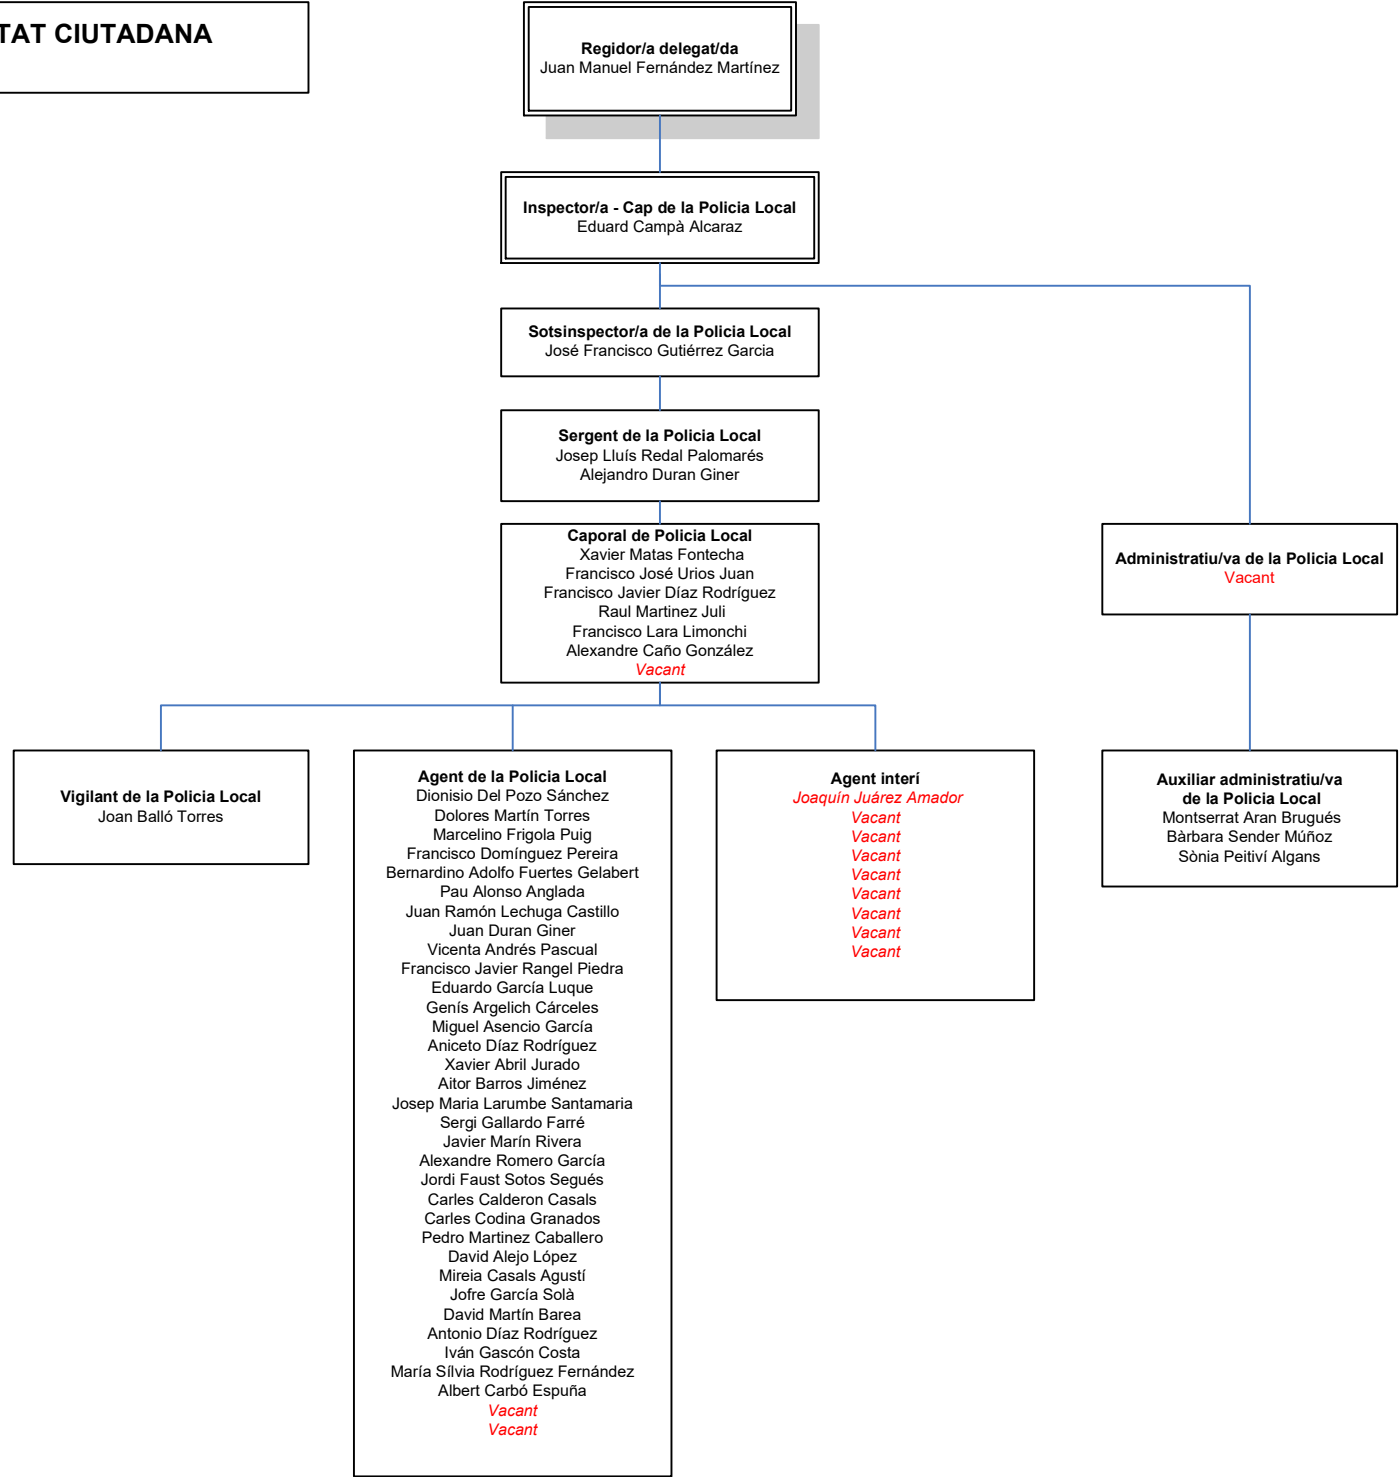 TAT CIUTADANA
Regidor/a delegat/da
Juan Manuel Fernández Martínez
Inspector/a - Cap de la Policia Local
Eduard Campà Alcaraz
Sotsinspector/a de la Policia Local
José Francisco Gutiérrez Garcia
Sergent de la Policia Local
Josep Lluís Redal Palomarés
Alejandro Duran Giner
Caporal de Policia Local
Xavier Matas Fontecha
Francisco José Urios Juan
Francisco Javier Díaz Rodríguez
Raul Martinez Juli
Francisco Lara Limonchi
Alexandre Caño González
Vacant
Administratiu/va de la Policia Local
Vacant
Vigilant de la Policia Local
Joan Balló Torres
Agent de la Policia Local
Dionisio Del Pozo Sánchez
Dolores Martín Torres
Marcelino Frigola Puig
Francisco Domínguez Pereira
Bernardino Adolfo Fuertes Gelabert
Pau Alonso Anglada
Juan Ramón Lechuga Castillo
Juan Duran Giner
Vicenta Andrés Pascual
Francisco Javier Rangel Piedra
Eduardo García Luque
Genís Argelich Cárceles
Miguel Asencio García
Aniceto Díaz Rodríguez
Xavier Abril Jurado
Aitor Barros Jiménez
Josep Maria Larumbe Santamaria
Sergi Gallardo Farré
Javier Marín Rivera
Alexandre Romero García
Jordi Faust Sotos Segués
Carles Calderon Casals
Carles Codina Granados
Pedro Martinez Caballero
David Alejo López
Mireia Casals Agustí
Jofre García Solà
David Martín Barea
Antonio Díaz Rodríguez
Iván Gascón Costa
María Sílvia Rodríguez Fernández
Albert Carbó Espuña
Vacant
Vacant
Agent interí
Joaquín Juárez Amador
Vacant
Vacant
Vacant
Vacant
Vacant
Vacant
Vacant
Vacant
Auxiliar administratiu/va
de la Policia Local
Montserrat Aran Brugués
Bàrbara Sender Múñoz
Sònia Peitiví Algans